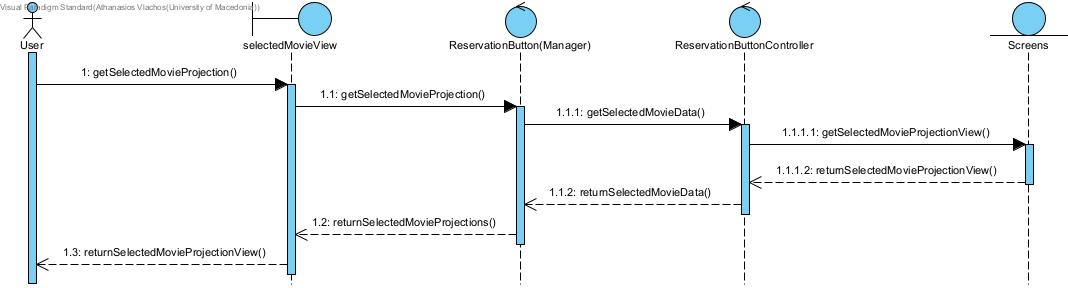 Visual Paradigm Standard(Athanasios Vlachos(University of Macedonia))
User
selectedMovieView
ReservationButton(Manager)
ReservationButtonController
Screens
1: getSelectedMovieProjection()
1.1: getSelectedMovieProjection()
1.1.1: getSelectedMovieData()
1.1.1.1: getSelectedMovieProjectionView()
1.1.1.2: returnSelectedMovieProjectionView()
1.1.2: returnSelectedMovieData()
1.2: returnSelectedMovieProjections()
1.3: returnSelectedMovieProjectionView()